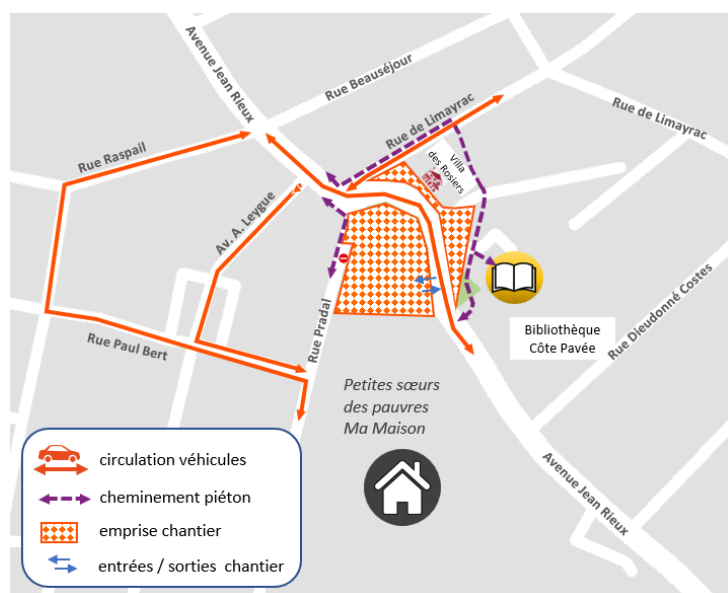 Avenue Jean Rieux
Rue Beauséjour
Rue de Limayrac
Rue de Limayrac
Rue Raspail
Villa
des Rosiers
Av. A. Leygue
Rue Dieudonné Costes
Rue Pradal
Bibliothèque
Côte Pavée
Rue Paul Bert
Petites sœurs
des pauvres
Ma Maison
Avenue Jean Rieux
circulation véhicules
cheminement piéton
emprise chantier
entrées / sorties chantier